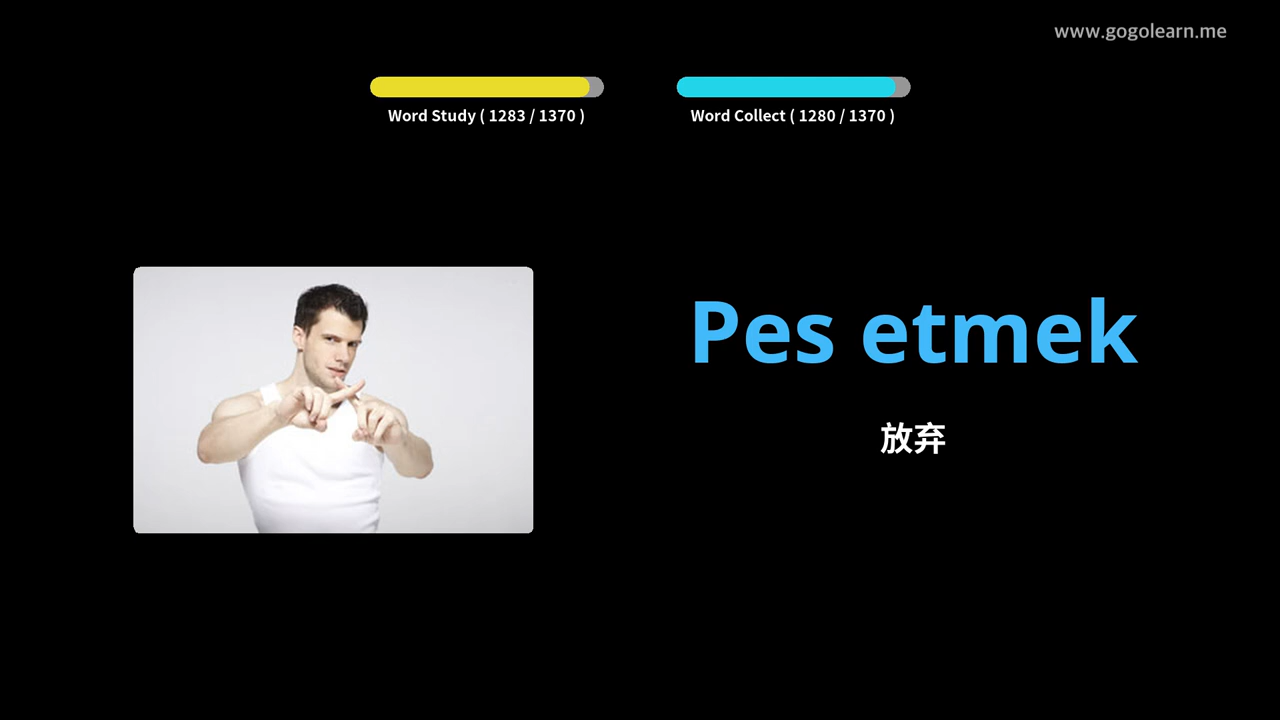 www.gogolearn.me
Word Study ( 1283 / 1370 )
Word Collect ( 1280 / 1370 )
Pes etmek
放弃